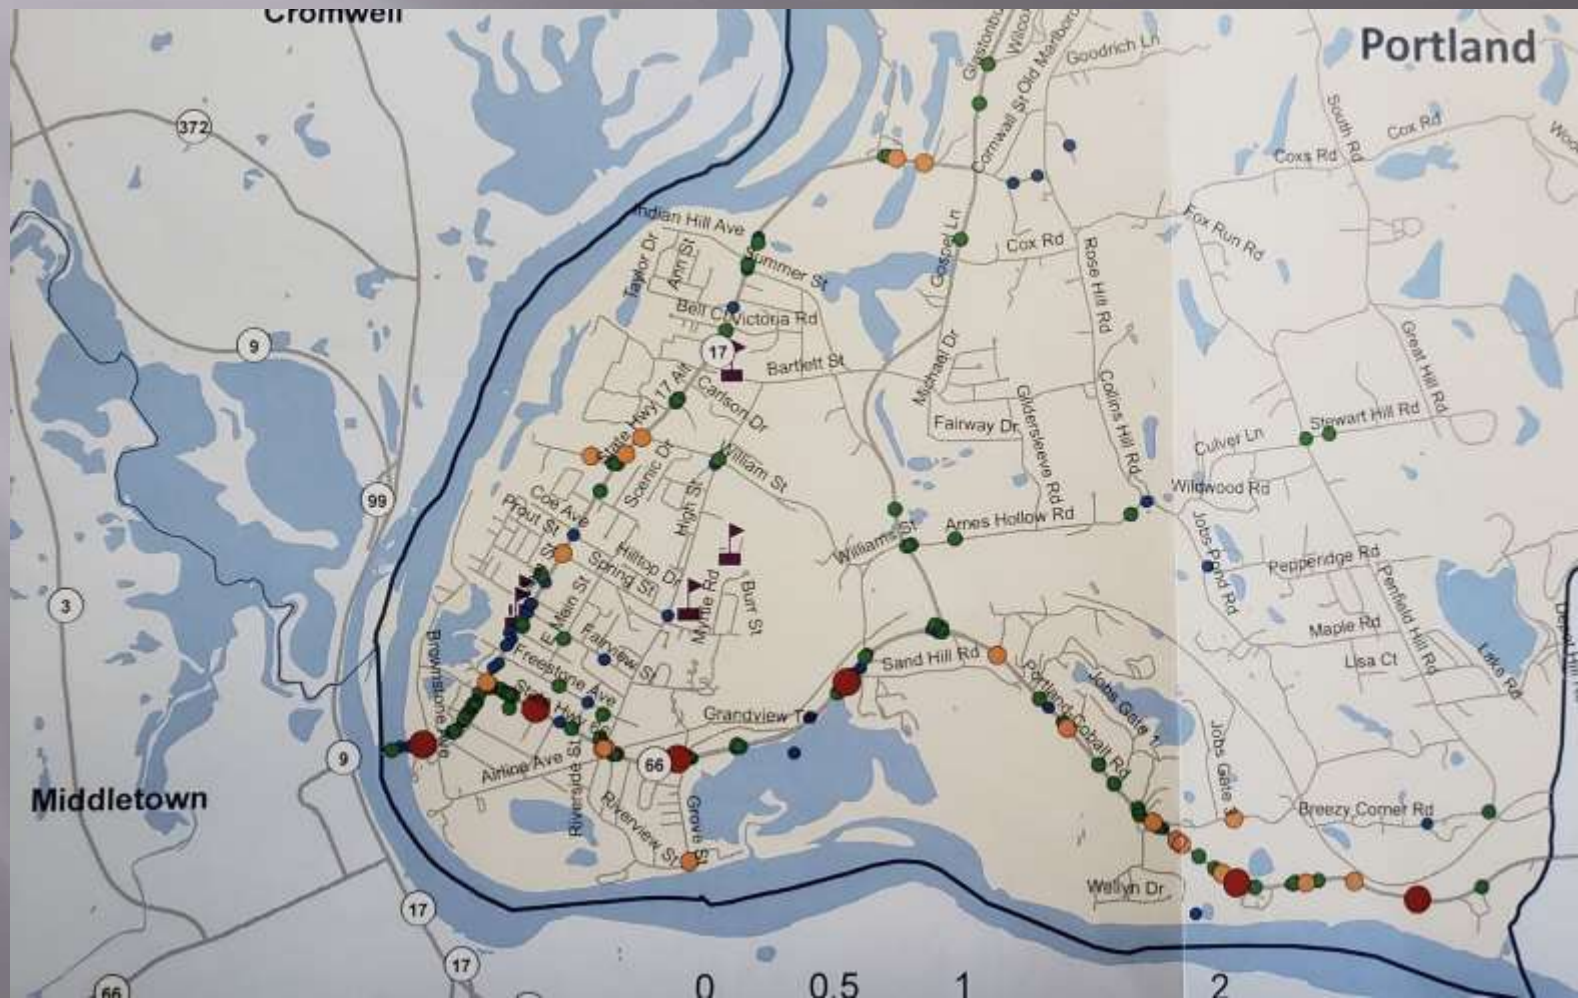 Cromwell
Portland
Goodrich Ln
Old Marlboro
Cornwall St
South Rd
Cox Rd
Coxs Rd
372
Indian Hill Ave
Taylor Dr
Ann St
Summer St
Gospel Ln
Cox Rd
Rose Hill Rd
Fox Run Rd
Bell Ct
Victoria Rd
9
17
Bartlett St
Michael Dr
Great Hill Rd
State Hwy 17 Alt
Carlson Dr
Fairway Dr
Gildersleeve Rd
Collins Hill Rd
Stewart Hill Rd
Culver Ln
Scenic Dr
William St
99
Coe Ave
Prout St
High St
Wildwood Rd
Williams St
Ames Hollow Rd
Jobs Pond Rd
Pepperidge Rd
Hilltop Dr
Spring St
3
E Main St
Myrtle Rd
Burr St
Penfield Hill Rd
Maple Rd
Lisa Ct
Lake Rd
Fairview St
Freestone Ave
Brownstone Ave
Sand Hill Rd
Portland Cobalt Rd
Jobs Gate
Grandview T
9
66
Airline Ave
Riverside St
Riverview St
Grove St
Jobs Gate
Breezy Corner Rd
Middletown
Wellyn Dr
17
17
66
0 0.5 1 2